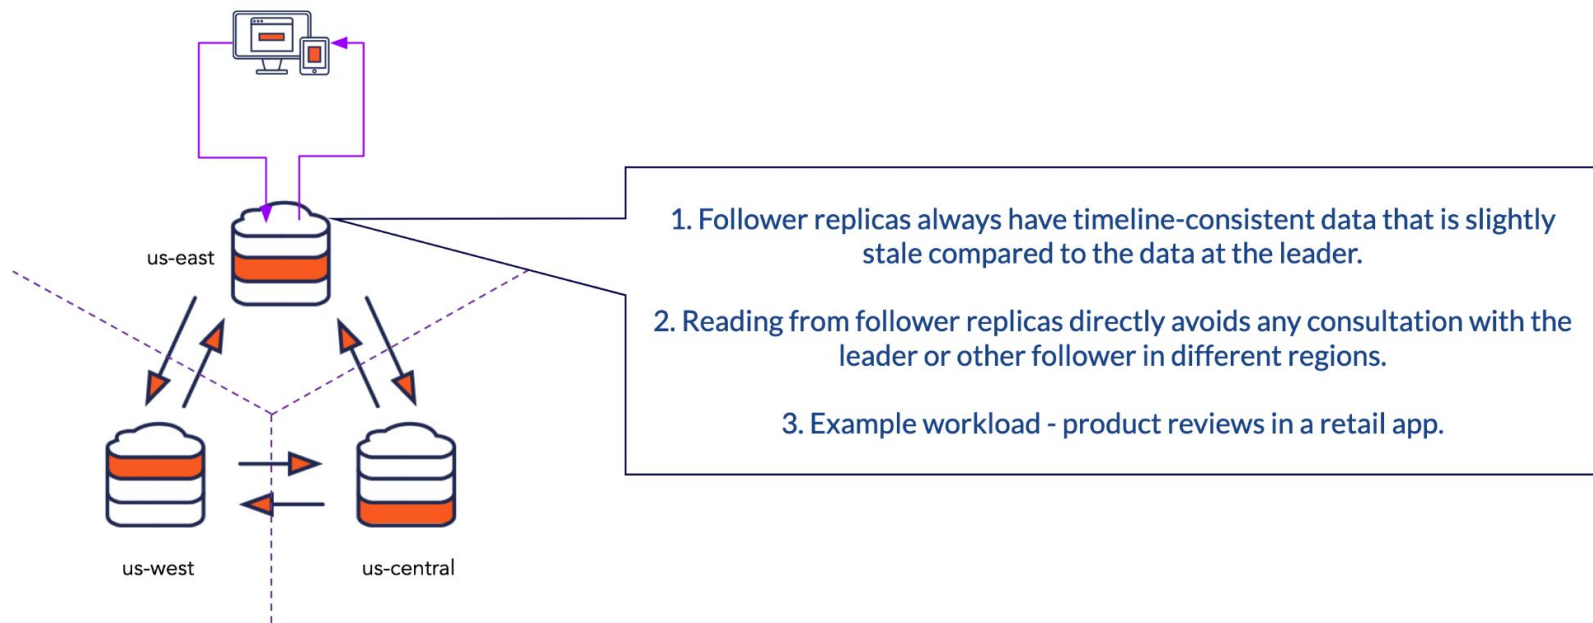 us-east
1. Follower replicas always have timeline-consistent data that is slightly
stale compared to the data at the leader.
2. Reading from follower replicas directly avoids any consultation with the
leader or other follower in different regions.
3. Example workload - product reviews in a retail app.
us-west
us-central